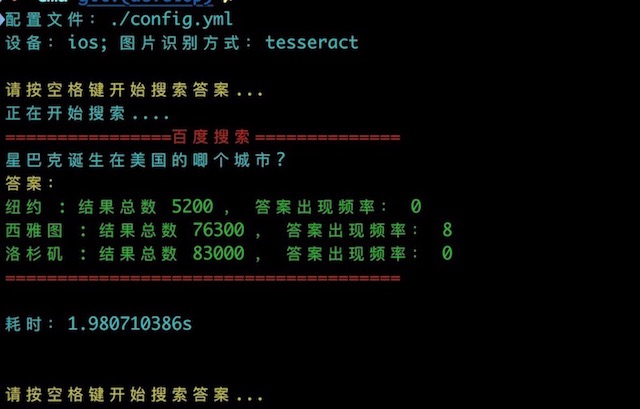 配置文件: ./config.yml
设备: ios; 图片识别方式: tesseract
请按空格键开始搜索答案...
正在开始搜索....
================百度搜索==============
星巴克诞生在美国的唧个城市?
答案:
纽约 : 结果总数 5200 , 答案出现频率: 0
西雅图 : 结果总数 76300 , 答案出现频率: 8
洛杉矶 : 结果总数 83000 , 答案出现频率: 0
======================================
耗时: 1.980710386s
请按空格键开始搜索答案...